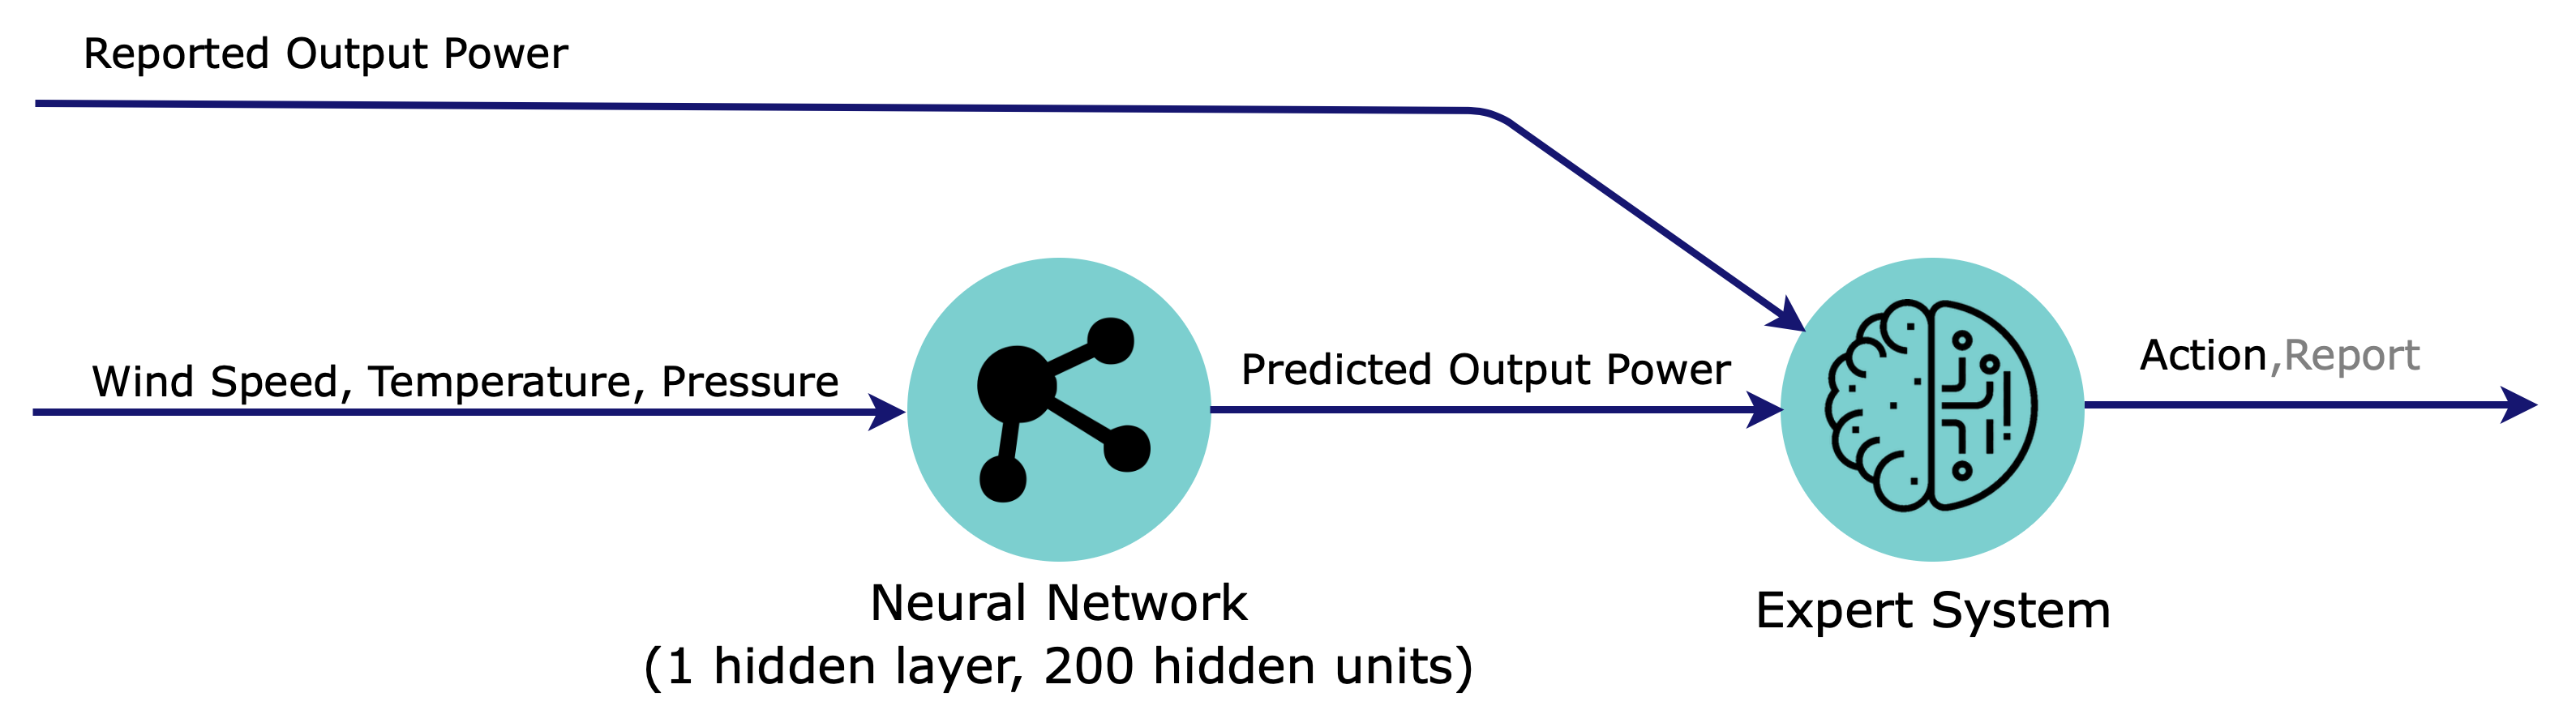 Reported Output Power
Wind Speed, Temperature, Pressure
Predicted Output Power
Action,Report
Neural Network
(1 hidden layer, 200 hidden units)
Expert System